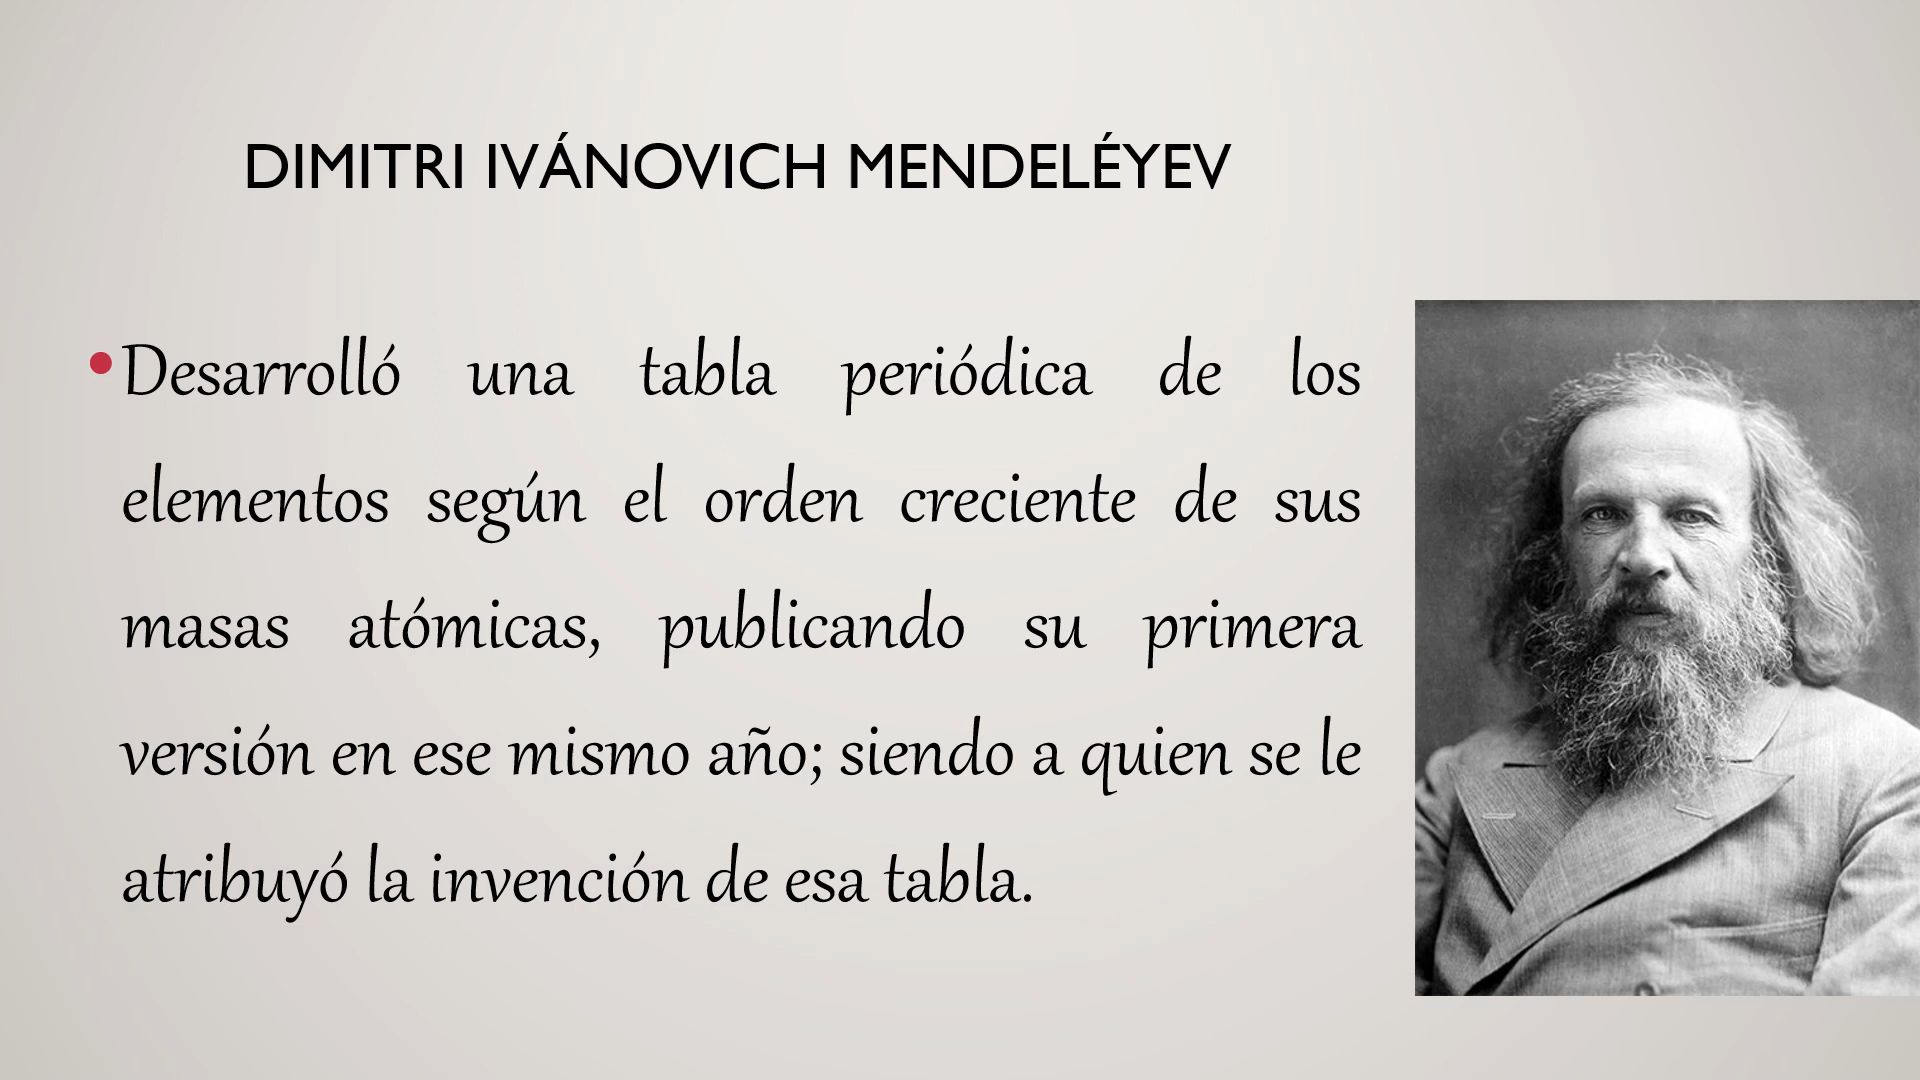 DIMITRI IVÁNOVICH MENDELÉYEV
•Desarrolló una tabla periódica de los
elementos según el orden creciente de sus
masas atómicas, publicando su primera
versión en ese mismo año; siendo a quien se le
atribuyó la invención de esa tabla.